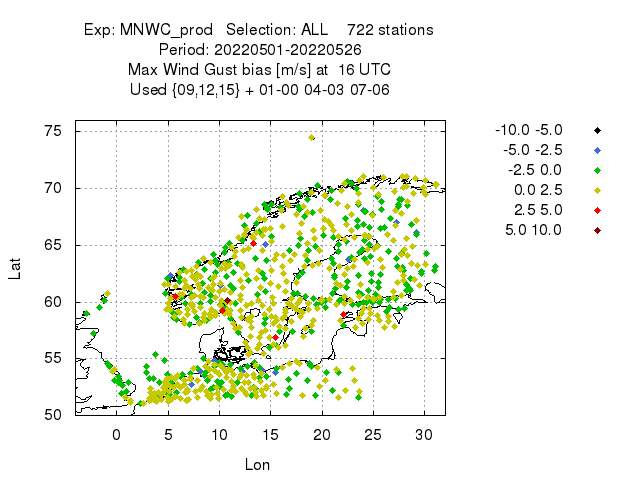 Exp: MNWC_prod Selection: ALL 722 stations
Period: 20220501-20220526
Max Wind Gust bias [m/s] at 16 UTC
Used {09,12,15} + 01-00 04-03 07-06
-10.0 -5.0
-5.0 -2.5
-2.5 0.0
0.0 2.5
2.5 5.0
5.0 10.0
75
70
65
60
55
50
Lat
0 5 10 15 20 25 30
Lon